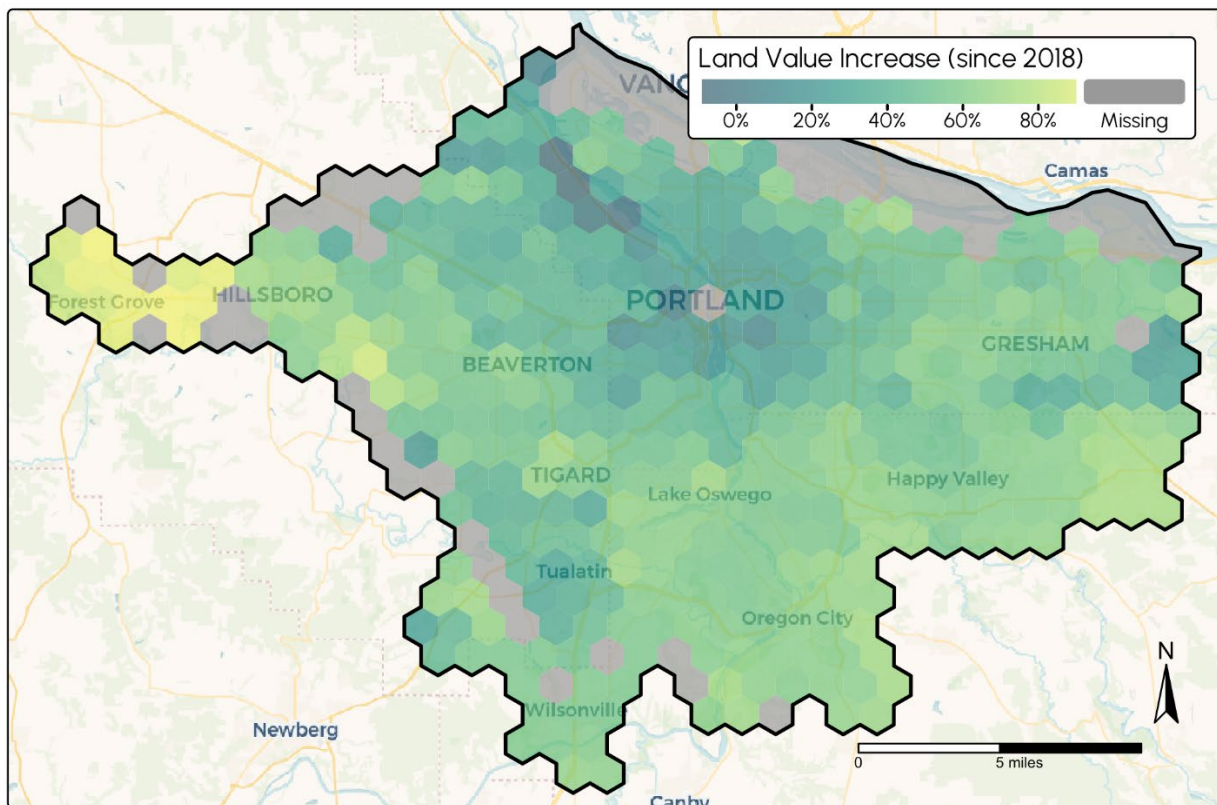 Land Value Increase (since 2018)
0% 20% 40% 60% 80% Missing
Camas
Forest Grove
HILLSBORO
PORTLAND
BEAVERTON
GRESHAM
TIGARD
Lake Oswego
Happy Valley
Tualatin
Oregon City
N
Wilsonville
Newberg
0 5 miles
Canby